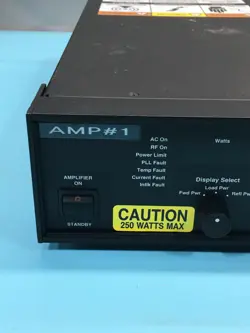 AMP#1
AC On
RF On
Power Limit
PLL Fault
Temp Fault
Current Fault
Intlk Fault
Watts
AMPLIFIER
ON
STANDBY
Display Select
Load Pwr
Fwd Pwr
Refl Pwr
CAUTION
250 WATTS MAX